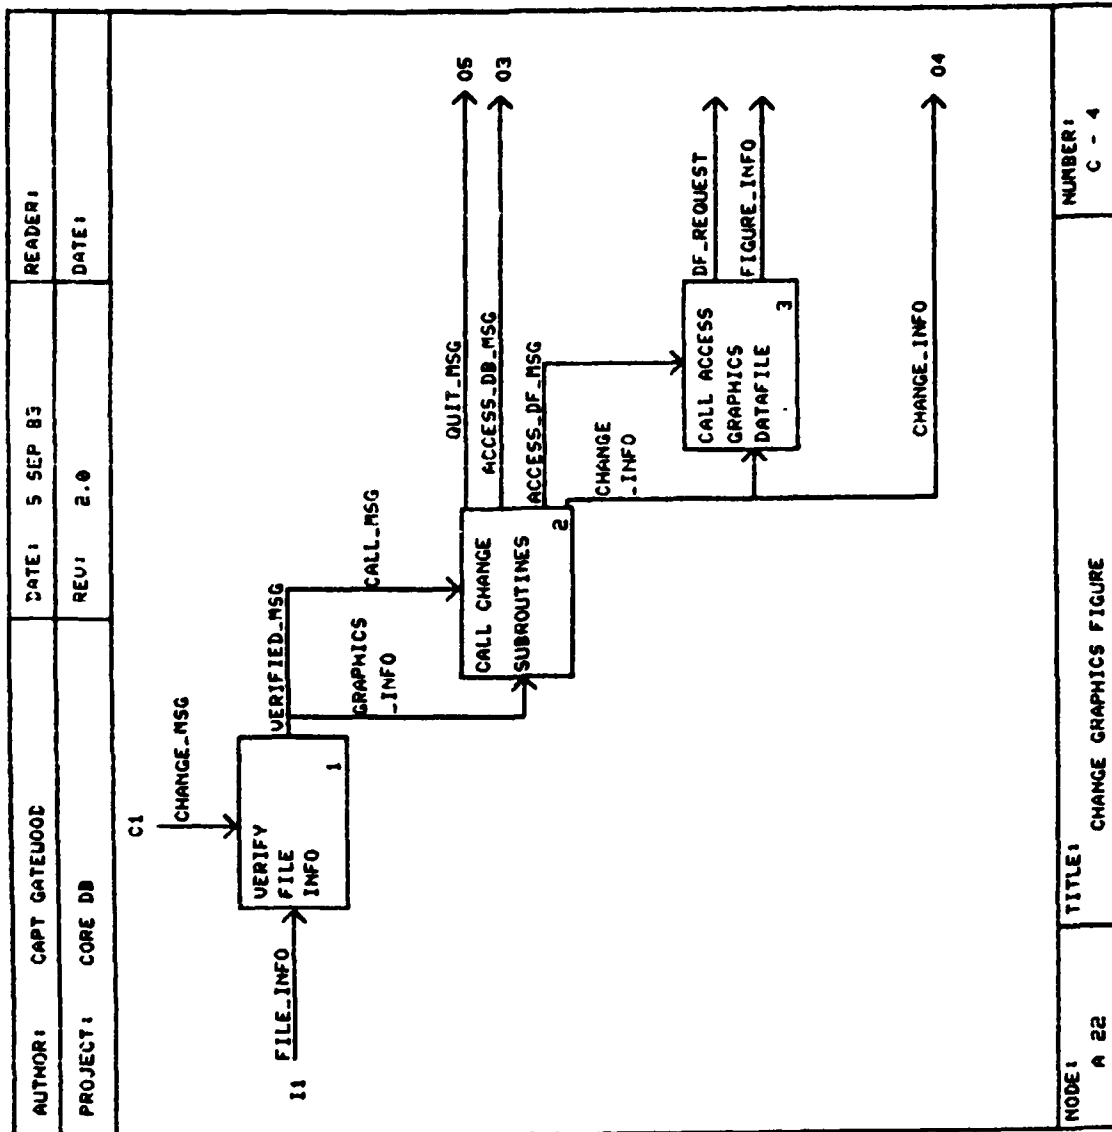 AUTHOR: CAPT GATEWOOD
DATE: 5 SEP 83
READER:
PROJECT: CORE DB
REV: 2.0
DATE:
C1
CHANGE_MSG
I1
FILE_INFO
VERIFY
FILE
INFO
1
VERIFIED_MSG
GRAPHICS
_INFO
CALL_MSG
CALL CHANGE
SUBROUTINES
2
QUIT_MSG
O5
ACCESS_DB_MSG
O3
ACCESS_DF_MSG
CHANGE
_INFO
CALL ACCESS
GRAPHICS
DATAFILE
3
DF_REQUEST
FIGURE_INFO
CHANGE_INFO
O4
NODE:
A 22
TITLE:
CHANGE GRAPHICS FIGURE
NUMBER:
C - 4